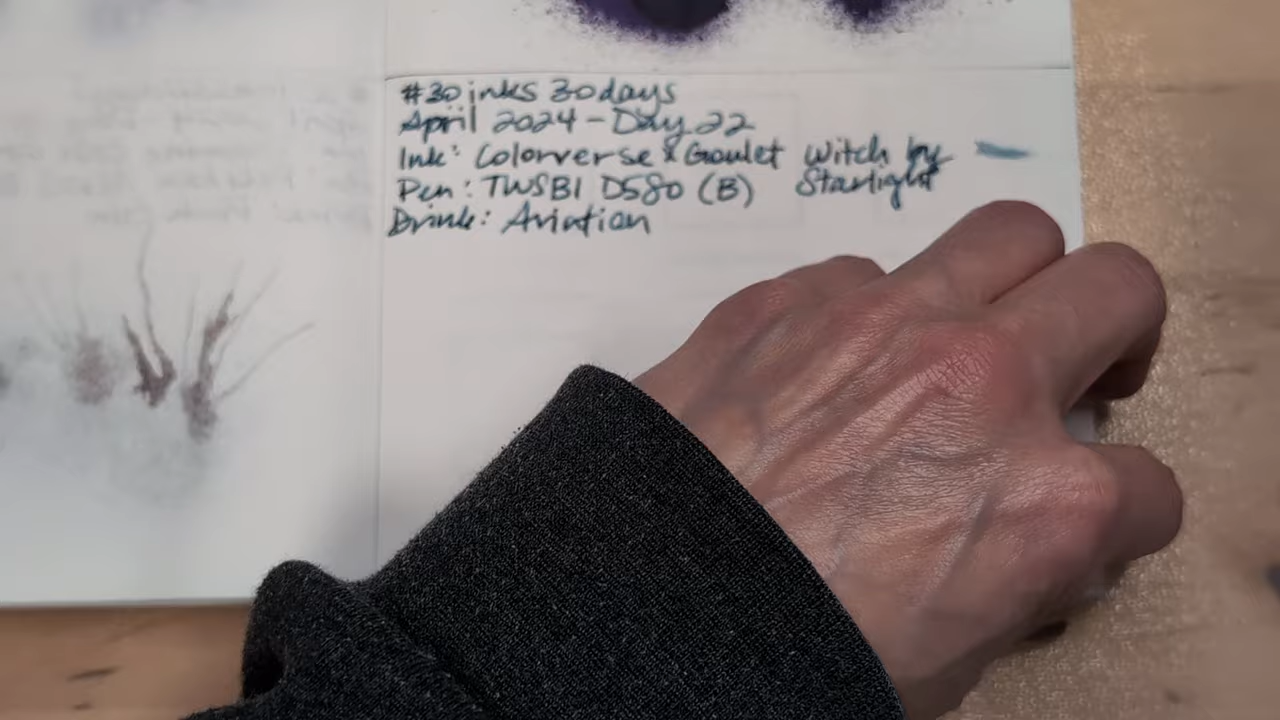 #30inks 30days
April 2024 - Day 22
Ink: Colorverse x Goulet Witch by
Starlight
Pen: TWSBI D580 (B)
Drink: Aviation